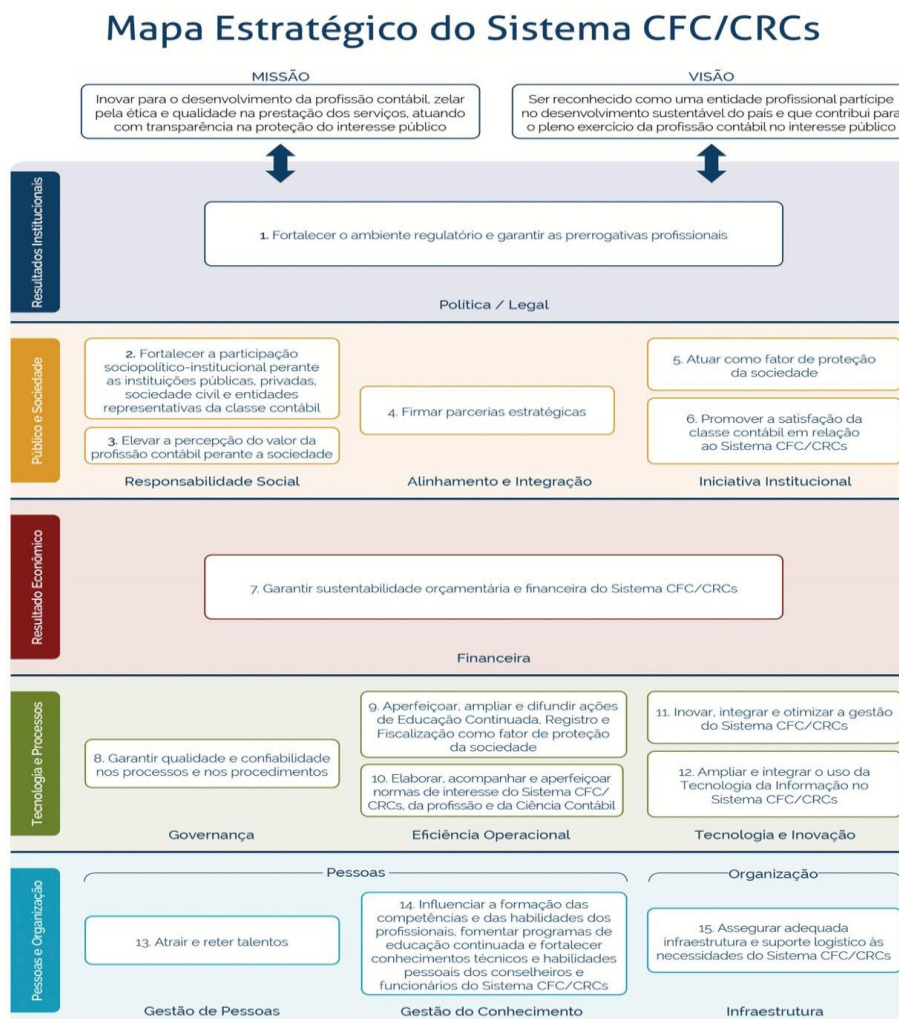 Mapa Estratégico do Sistema CFC/CRCs
MISSÃO
Inovar para o desenvolvimento da profissão contábil, zelar
pela ética e qualidade na prestação dos serviços, atuando
com transparência na proteção do interesse público
VISÃO
Ser reconhecido como uma entidade profissional partícipe
no desenvolvimento sustentável do país e que contribui para
o pleno exercício da profissão contábil no interesse público
Resultados Institucionais
1. Fortalecer o ambiente regulatório e garantir as prerrogativas profissionais
Política / Legal
Público e Sociedade
2. Fortalecer a participação
sociopolítico-institucional perante
as instituições públicas, privadas,
sociedade civil e entidades
representativas da classe contábil
3. Elevar a percepção do valor da
profissão contábil perante a sociedade
Responsabilidade Social
4. Firmar parcerias estratégicas
Alinhamento e Integração
5. Atuar como fator de proteção
da sociedade
6. Promover a satisfação da
classe contábil em relação
ao Sistema CFC/CRCs
Iniciativa Institucional
Resultado Econômico
7. Garantir sustentabilidade orçamentária e financeira do Sistema CFC/CRCs
Financeira
Tecnologia e Processos
8. Garantir qualidade e confiabilidade
nos processos e nos procedimentos
Governança
9. Aperfeiçoar, ampliar e difundir ações
de Educação Continuada, Registro e
Fiscalização como fator de proteção
da sociedade
10. Elaborar, acompanhar e aperfeiçoar
normas de interesse do Sistema CFC/
CRCs, da profissão e da Ciência Contábil
Eficiência Operacional
11. Inovar, integrar e otimizar a gestão
do Sistema CFC/CRCs
12. Ampliar e integrar o uso da
Tecnologia da Informação no
Sistema CFC/CRCs
Tecnologia e Inovação
Pessoas e Organização
Pessoas
13. Atrair e reter talentos
Gestão de Pessoas
14. Influenciar a formação das
competências e das habilidades dos
profissionais, fomentar programas de
educação continuada e fortalecer
conhecimentos técnicos e habilidades
pessoais dos conselheiros e
funcionários do Sistema CFC/CRCs
Gestão do Conhecimento
Organização
15. Assegurar adequada
infraestrutura e suporte logístico às
necessidades do Sistema CFC/CRCs
Infraestrutura